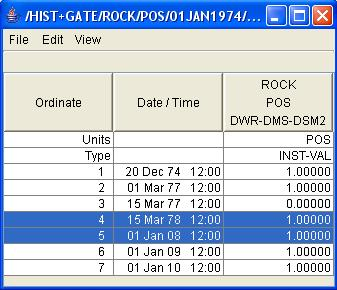 /HIST+GATE/ROCK/POS/01JAN1974/...
File Edit View
Ordinate Date / Time ROCK
POS
DWR-DMS-DSM2
Units POS
Type INST-VAL
1 20 Dec 74 12:00 1.00000
2 01 Mar 77 12:00 1.00000
3 15 Mar 77 12:00 0.00000
4 15 Mar 78 12:00 1.00000
5 01 Jan 08 12:00 1.00000
6 01 Jan 09 12:00 1.00000
7 01 Jan 10 12:00 1.00000